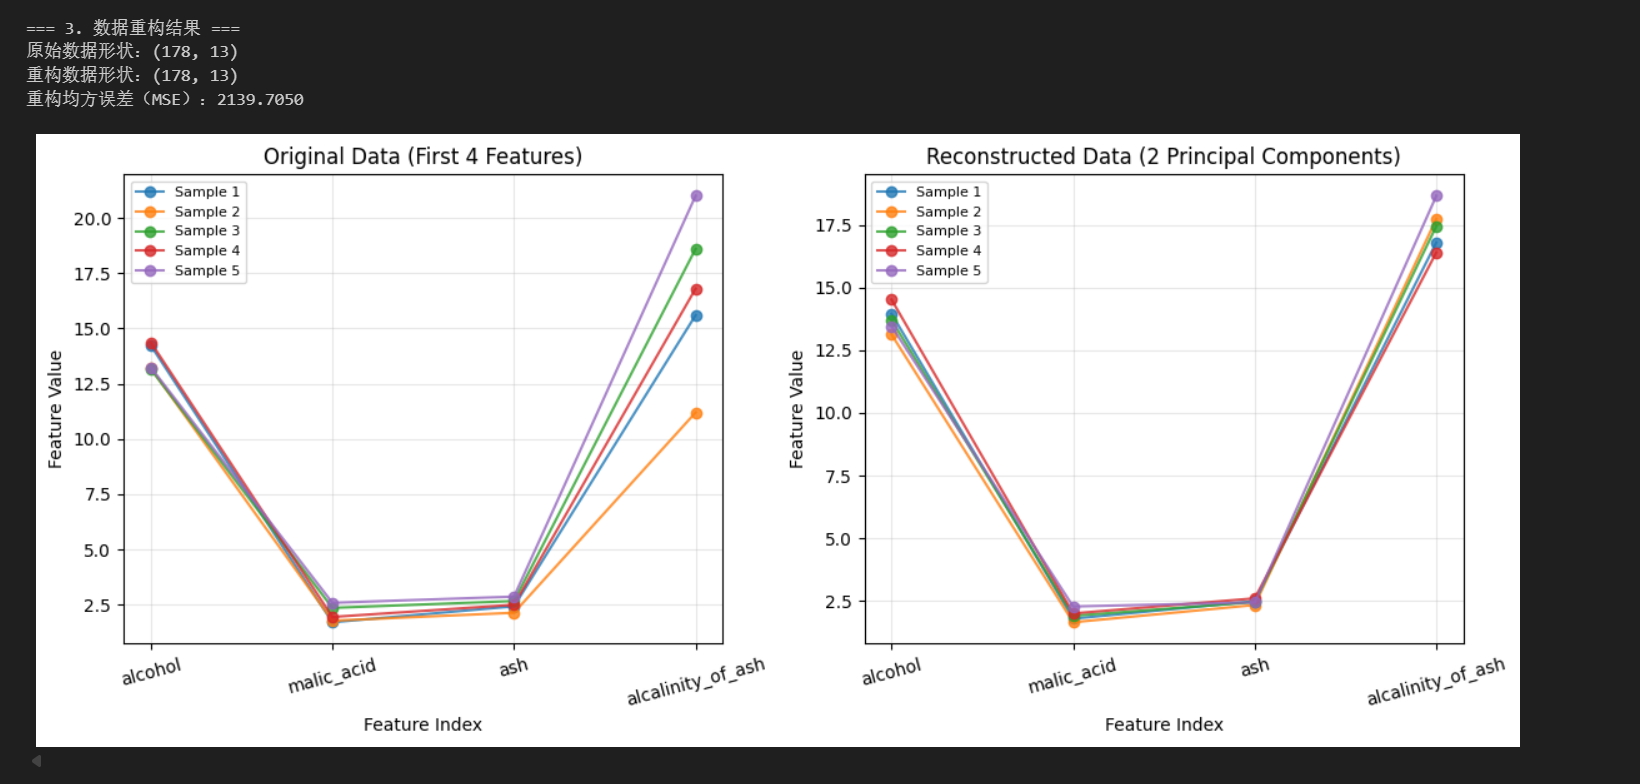 === 3. 数据重构结果 ===
原始数据形状：(178, 13)
重构数据形状：(178, 13)
重构均方误差（MSE）：2139.7050
Original Data (First 4 Features)
Sample 1
Sample 2
Sample 3
Sample 4
Sample 5
20.0
17.5
15.0
12.5
10.0
7.5
5.0
2.5
Feature Value
alcohol
malic_acid
ash
alcalinity_of_ash
Feature Index
Reconstructed Data (2 Principal Components)
Sample 1
Sample 2
Sample 3
Sample 4
Sample 5
17.5
15.0
12.5
10.0
7.5
5.0
2.5
Feature Value
alcohol
malic_acid
ash
alcalinity_of_ash
Feature Index